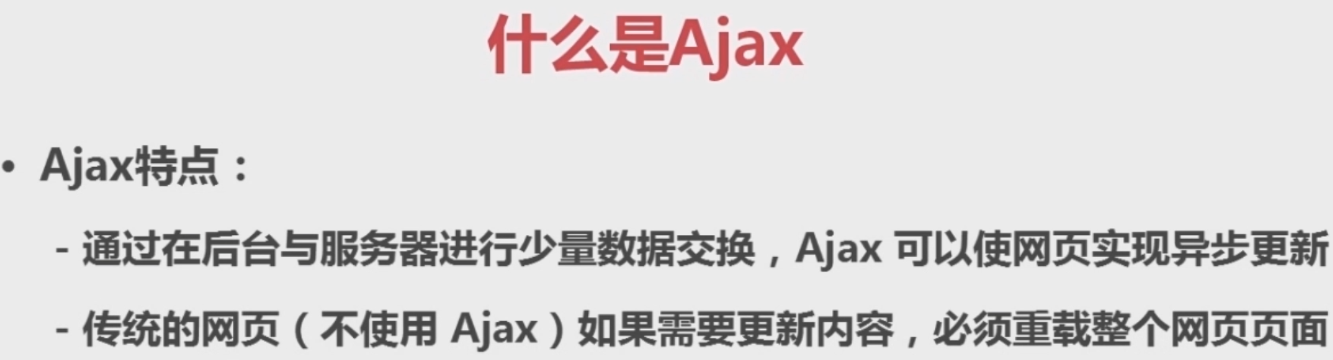 什么是Ajax
• Ajax特点：
- 通过在后台与服务器进行少量数据交换，Ajax 可以使网页实现异步更新
- 传统的网页（不使用 Ajax）如果需要更新内容，必须重载整个网页页面